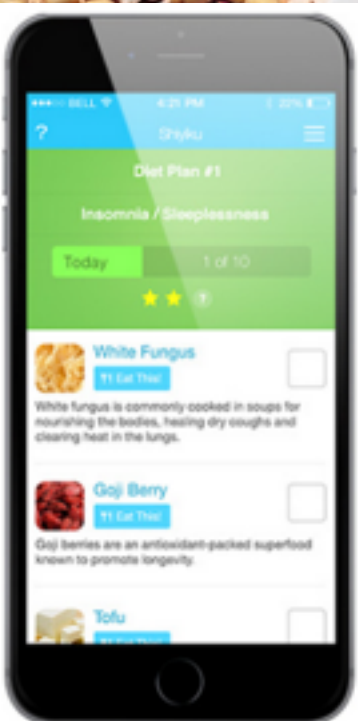 BELL 4:21 PM 22%
? Shiyku
Diet Plan #1
Insomnia / Sleeplessness
Today 1 of 10
White Fungus
Eat This!
White fungus is commonly cooked in soups for
nourishing the bodies, healing dry coughs and
clearing heat in the lungs.
Goji Berry
Eat This!
Goji berries are an antioxidant-packed superfood
known to promote longevity.
Tofu
Eat This!